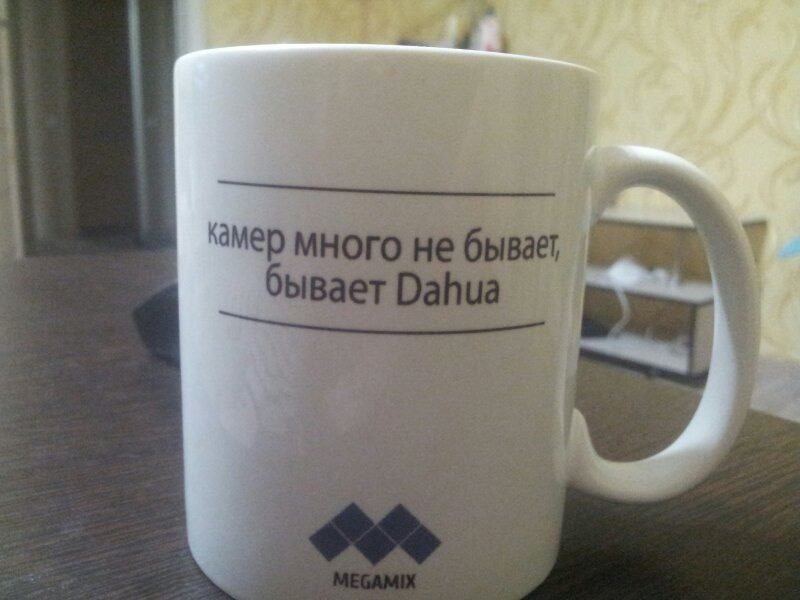 камер много не бывает,
бывает Dahua
MEGAMIX